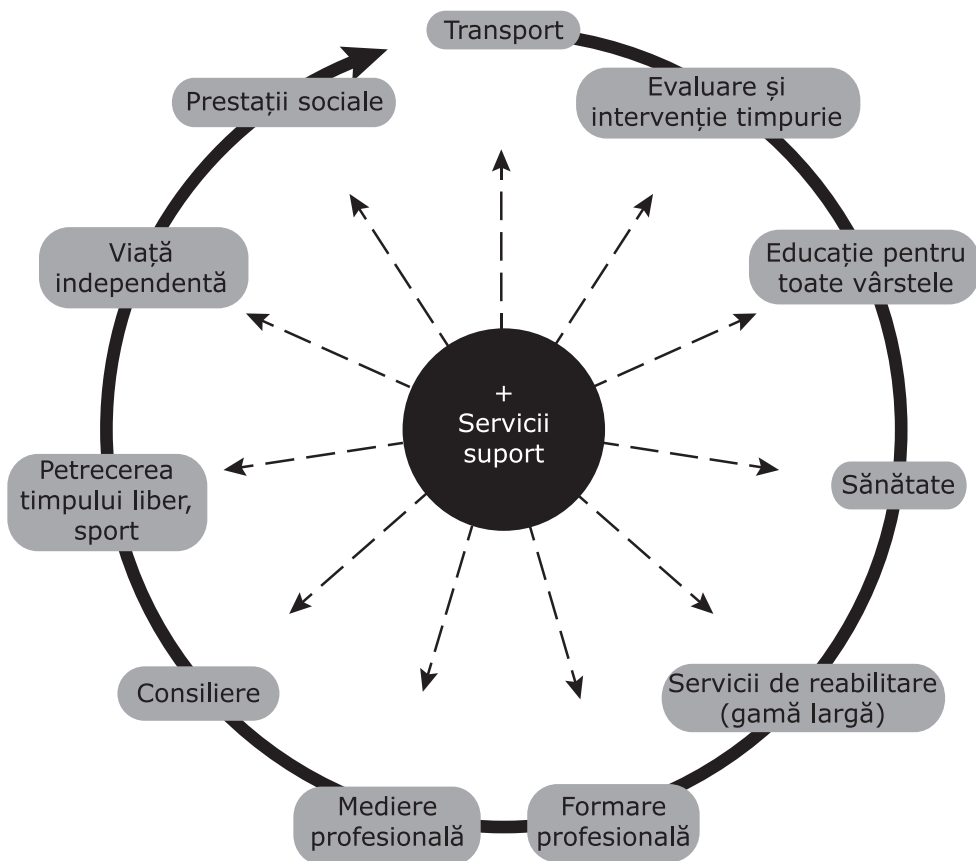 Transport
Evaluare și
intervenție timpurie
Educație pentru
toate vârstele
Sănătate
Servicii de reabilitare
(gamă largă)
Formare
profesională
Mediere
profesională
Consiliere
Petrecerea
timpului liber,
sport
Viață
independentă
Prestații sociale
+
Servicii
suport